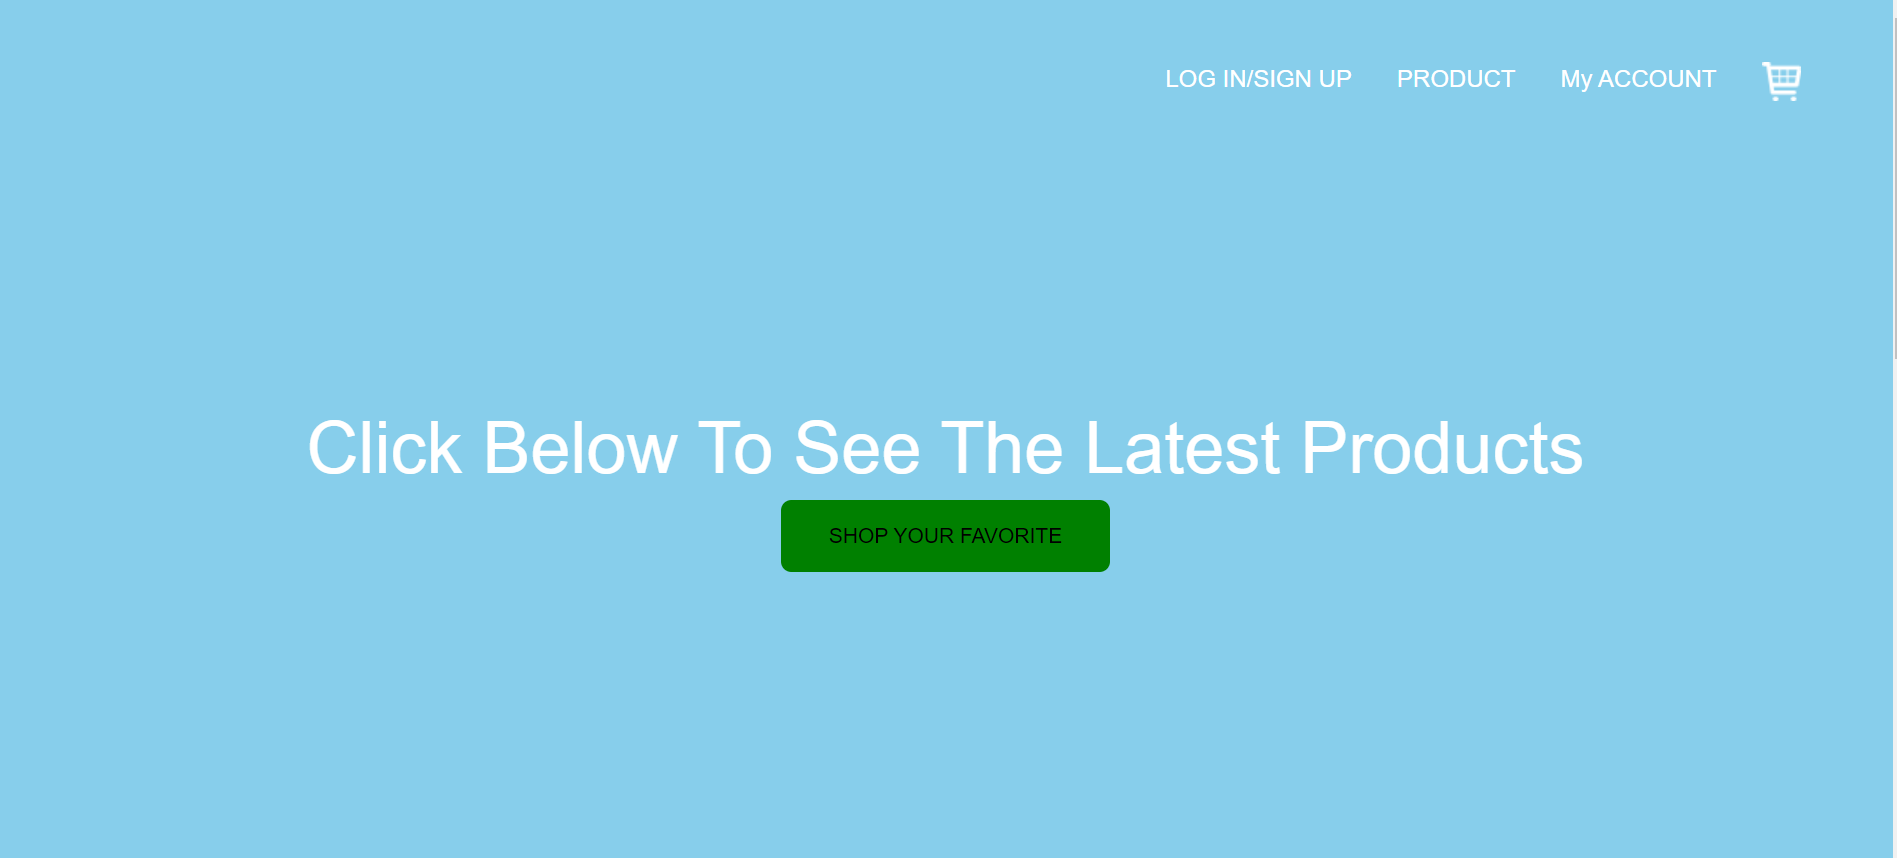 LOG IN/SIGN UP PRODUCT My ACCOUNT
Click Below To See The Latest Products
SHOP YOUR FAVORITE